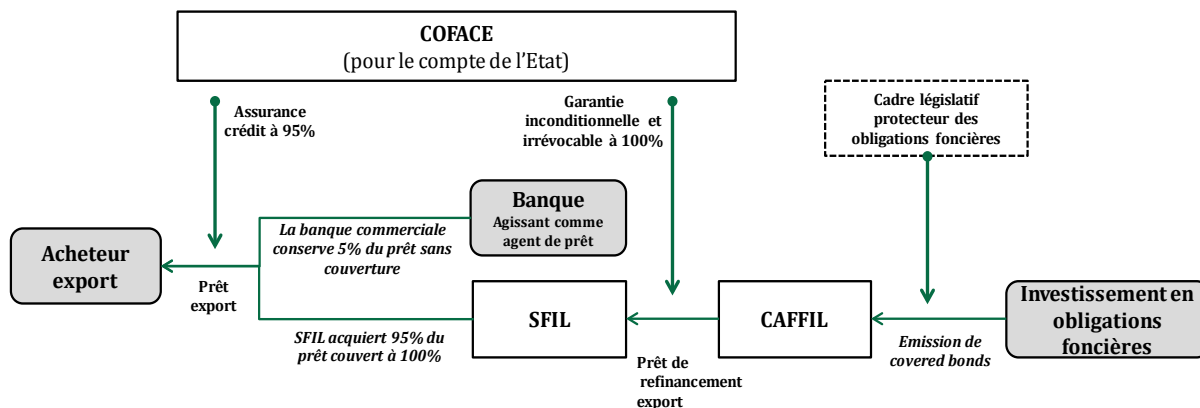 COFACE
(pour le compte de l’Etat)
Assurance
crédit à 95%
Garantie
inconditionnelle et
irrévocable à 100%
Cadre législatif
protecteur des
obligations foncières
Banque
Agissant comme
agent de prêt
La banque commerciale
conserve 5% du prêt sans
couverture
Acheteur
export
Prêt
export
SFIL
CAFFIL
Investissement en
obligations
foncières
SFIL acquiert 95% du
prêt couvert à 100%
Prêt de
refinancement
export
Emission de
covered bonds